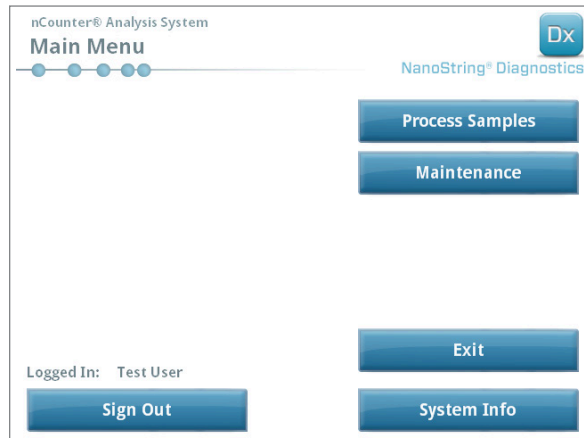 nCounter® Analysis System
Main Menu
Dx
NanoString® Diagnostics
Process Samples
Maintenance
Exit
Logged In: Test User
Sign Out
System Info